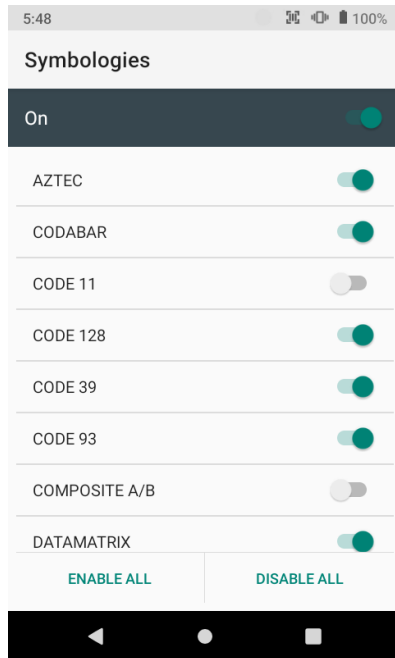 5:48 100%
Symbologies
On
AZTEC
CODABAR
CODE 11
CODE 128
CODE 39
CODE 93
COMPOSITE A/B
DATAMATRIX
ENABLE ALL DISABLE ALL